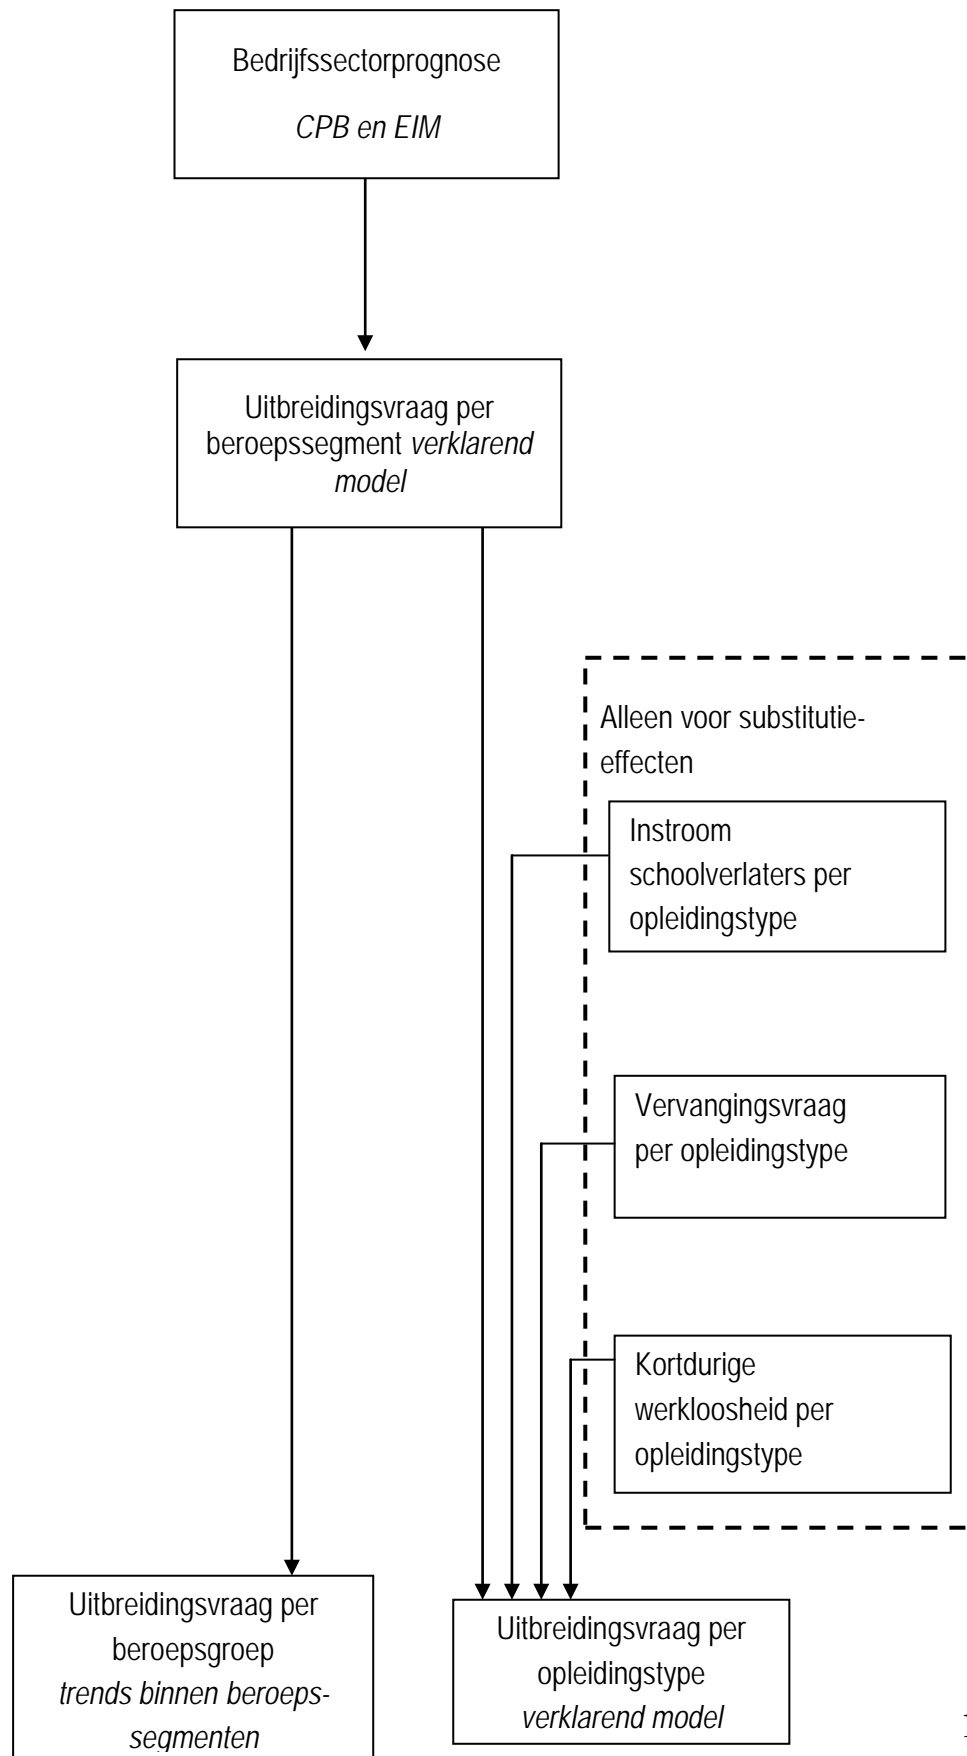 Bedrijfssectorprognose
CPB en EIM
Uitbreidingsvraag per
beroepssegment verklarend
model
Alleen voor substitutie-
effecten
Instroom
schoolverlaters per
opleidingstype
Vervangingsvraag
per opleidingstype
Kortdurige
werkloosheid per
opleidingstype
Uitbreidingsvraag per
beroepsgroep
trends binnen beroeps-
segmenten
Uitbreidingsvraag per
opleidingstype
verklarend model